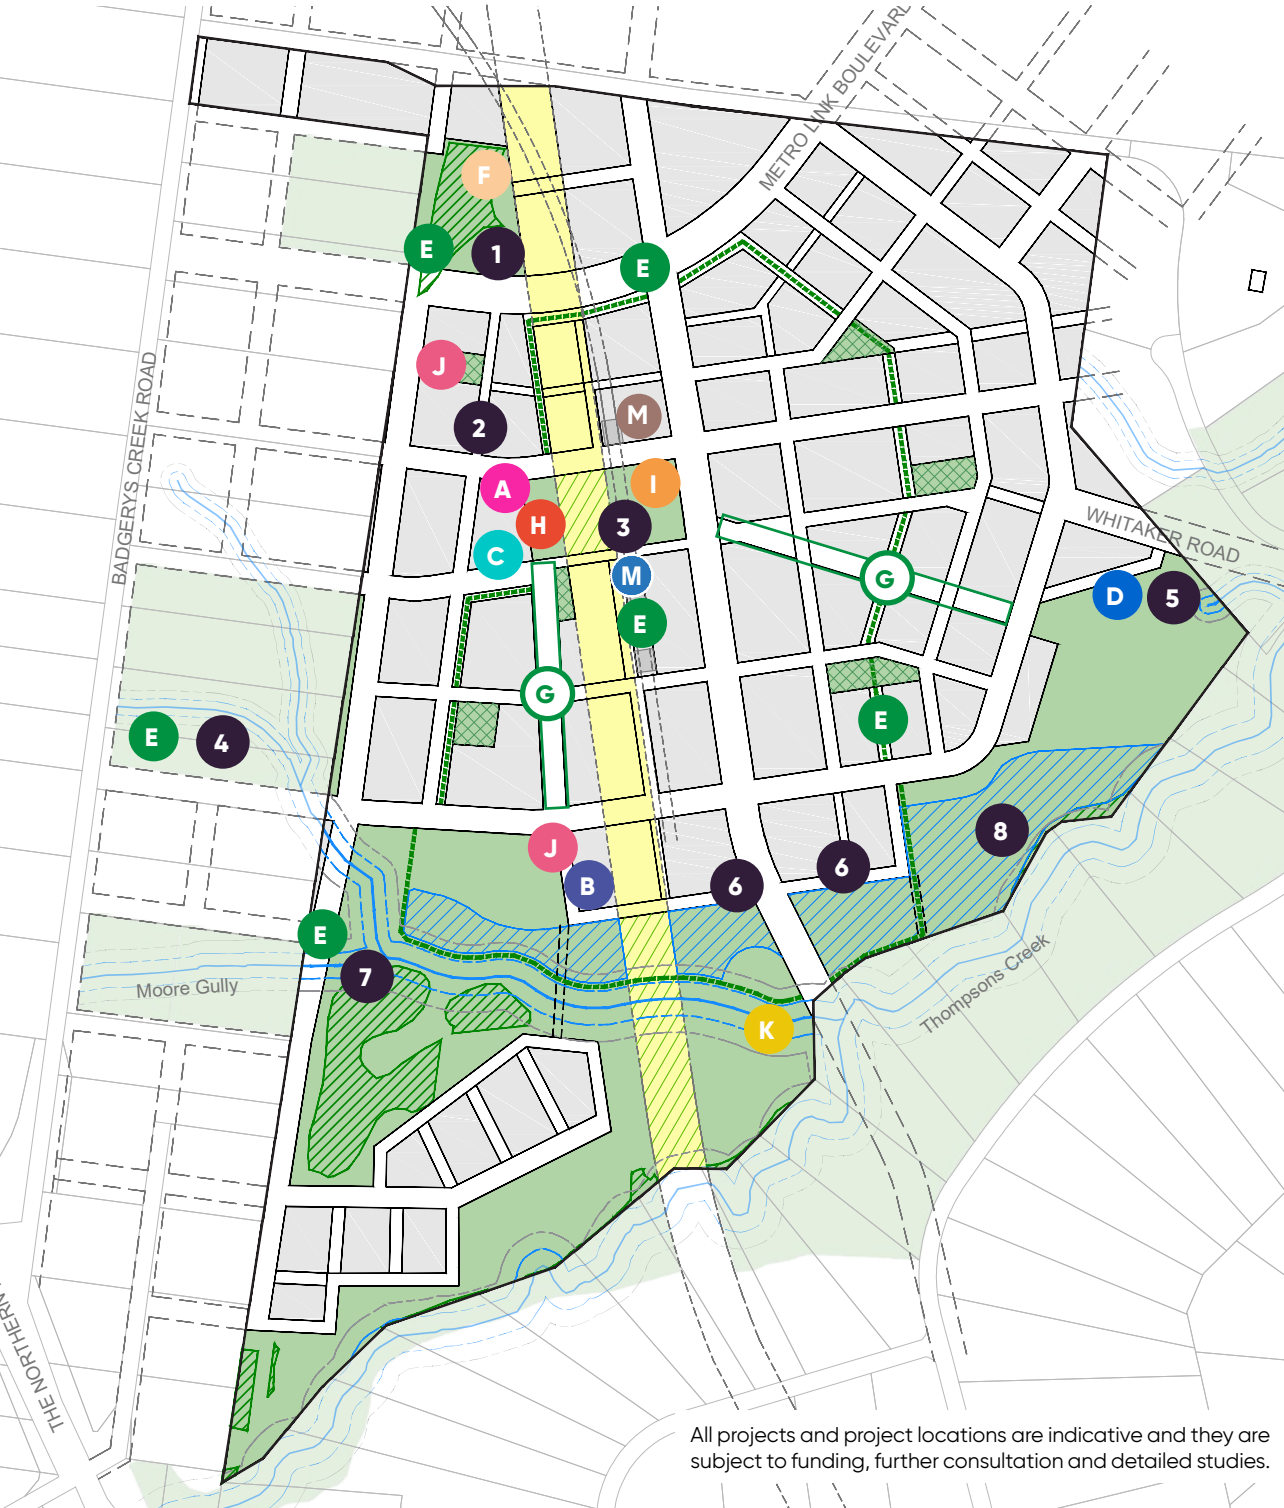 METRO LINK BOULEVARD
F
E
1
E
J
2
M
BADGERYS CREEK ROAD
A
I
H
3
C
WHITAKER ROAD
M
G
D
5
E
G
E
E
4
8
J
6
B
6
E
7
Moore Gully
Thompsons Creek
K
THE NORTHERN
All projects and project locations are indicative and they are
subject to funding, further consultation and detailed studies.